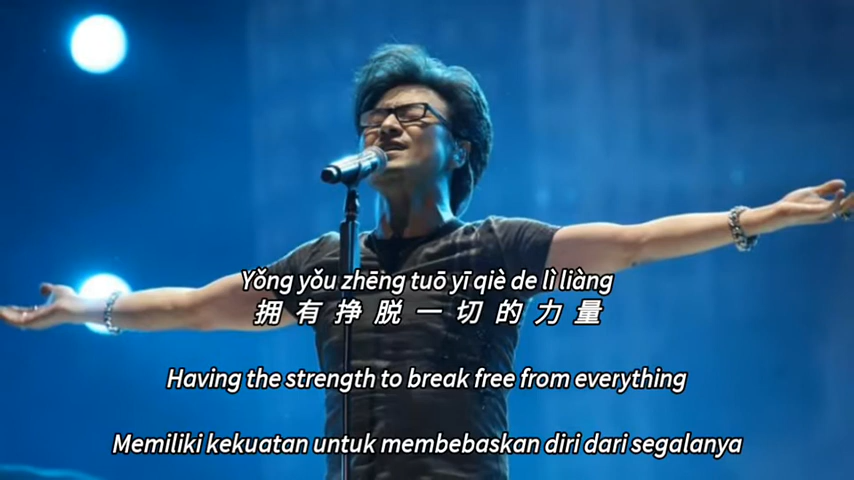 Yǒng yǒu zhēng tuō yī qiè de lì liàng
拥有挣脱一切的力量
Having the strength to break free from everything
Memiliki kekuatan untuk membebaskan diri dari segalanya